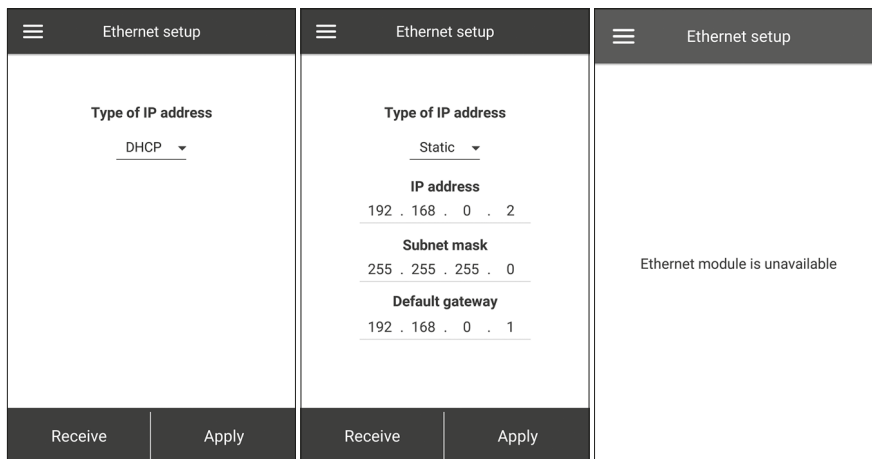 Ethernet setup
Type of IP address
DHCP
Receive
Apply
Ethernet setup
Type of IP address
Static
IP address
192 . 168 . 0 . 2
Subnet mask
255 . 255 . 255 . 0
Default gateway
192 . 168 . 0 . 1
Receive
Apply
Ethernet setup
Ethernet module is unavailable